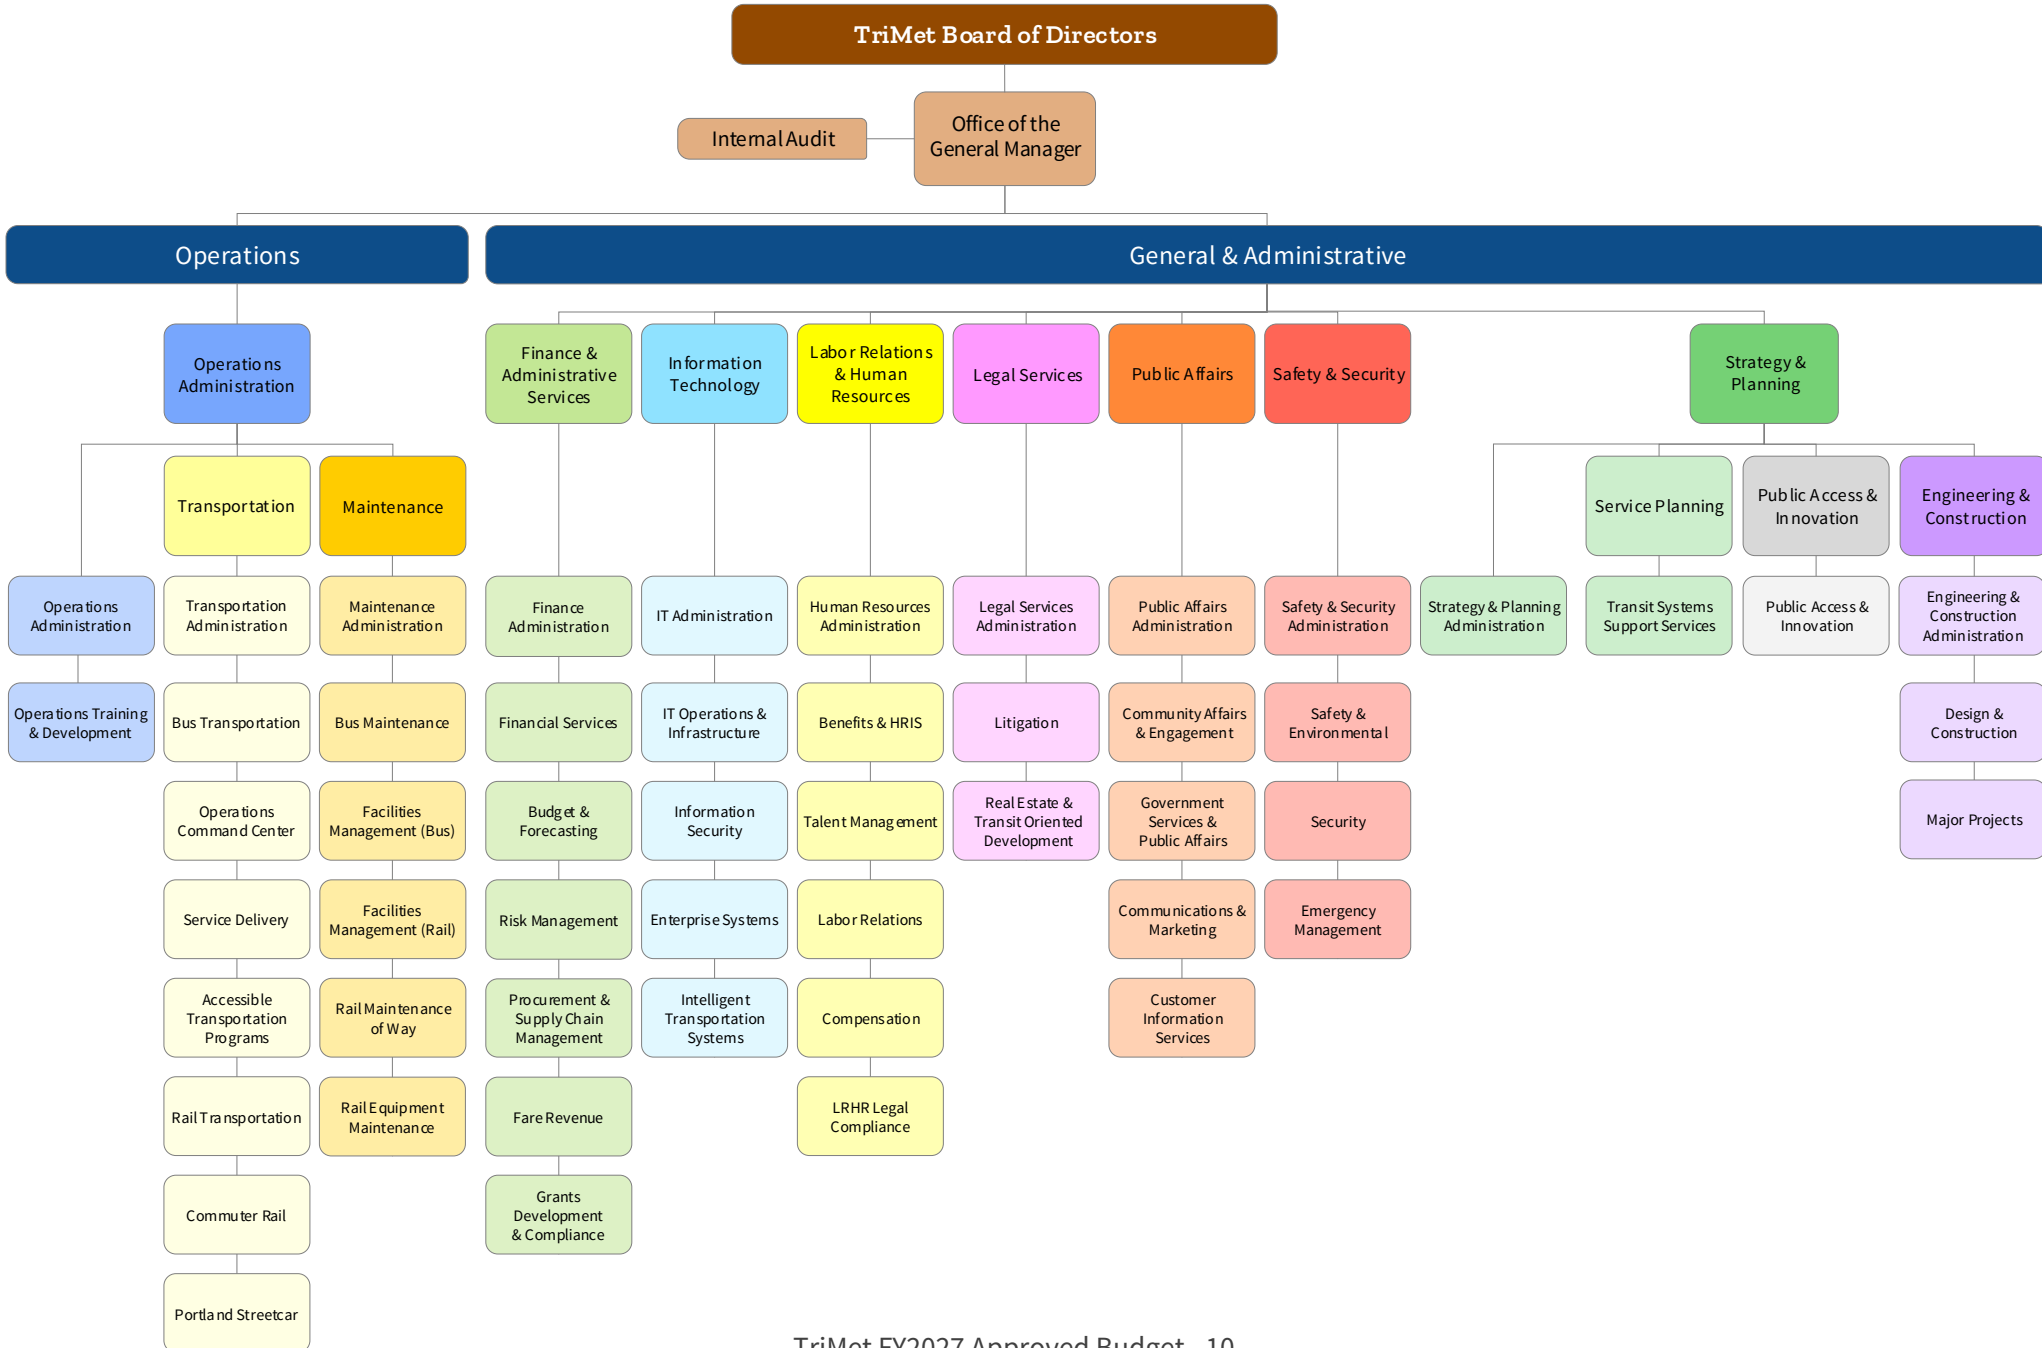 TriMet Board of Directors
Office of the
General Manager
Internal Audit
Operations
General & Administrative
Operations
Administration
Finance &
Administrative
Services
Information
Technology
Labor Relations
& Human
Resources
Legal Services
Public Affairs
Safety & Security
Strategy &
Planning
Transportation
Maintenance
Service Planning
Public Access &
Innovation
Engineering &
Construction
Operations
Administration
Transportation
Administration
Maintenance
Administration
Finance
Administration
IT Administration
Human Resources
Administration
Legal Services
Administration
Public Affairs
Administration
Safety & Security
Administration
Strategy & Planning
Administration
Transit Systems
Support Services
Public Access &
Innovation
Engineering &
Construction
Administration
Operations Training
& Development
Bus Transportation
Bus Maintenance
Financial Services
IT Operations &
Infrastructure
Benefits & HRIS
Litigation
Community Affairs
& Engagement
Safety &
Environmental
Design &
Construction
Operations
Command Center
Facilities
Management (Bus)
Budget &
Forecasting
Information
Security
Talent Management
Real Estate &
Transit Oriented
Development
Government
Services &
Public Affairs
Security
Major Projects
Service Delivery
Facilities
Management (Rail)
Risk Management
Enterprise Systems
Labor Relations
Communications &
Marketing
Emergency
Management
Accessible
Transportation
Programs
Rail Maintenance
of Way
Procurement &
Supply Chain
Management
Intelligent
Transportation
Systems
Compensation
Customer
Information
Services
Rail Transportation
Rail Equipment
Maintenance
Fare Revenue
LRHR Legal
Compliance
Commuter Rail
Grants
Development
& Compliance
Portland Streetcar
TriMet FY2027 Approved Budget - 10